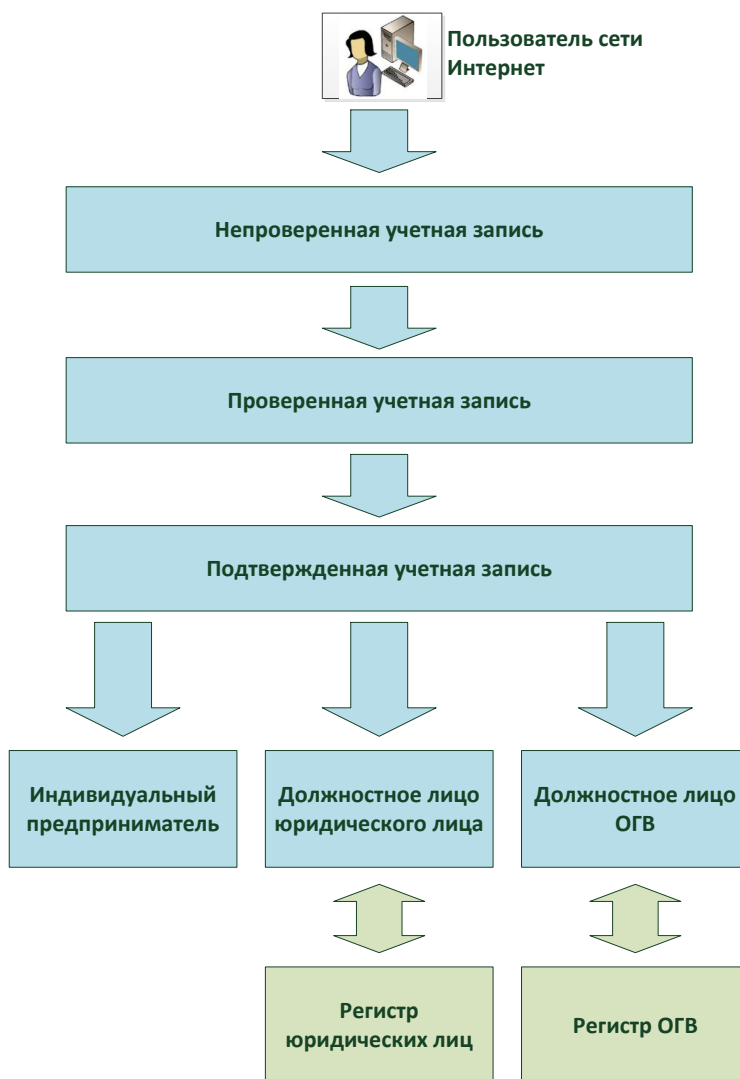 Пользователь сети
Интернет
Непроверенная учетная запись
Проверенная учетная запись
Подтвержденная учетная запись
Индивидуальный
предприниматель
Должностное лицо
юридического лица
Должностное лицо
ОГВ
Регистр
юридических лиц
Регистр ОГВ